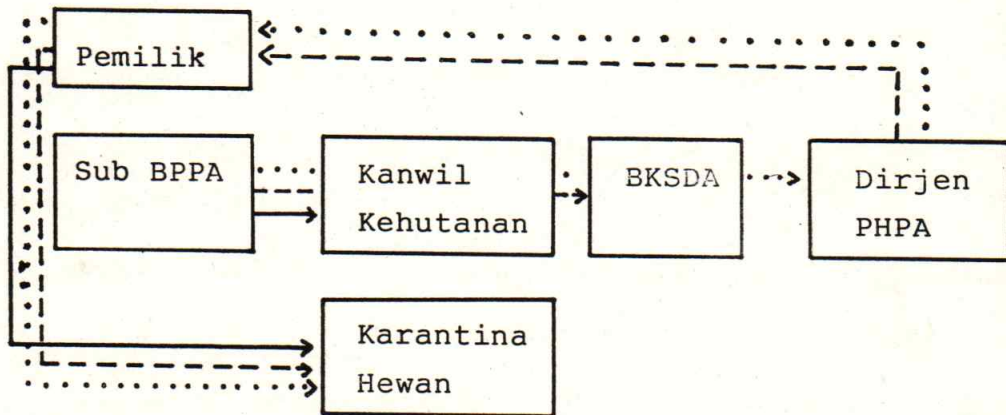 Pemilik
Sub BPPA
Kanwil
Kehutanan
BKSDA
Dirjen
PHPA
Karantina
Hewan